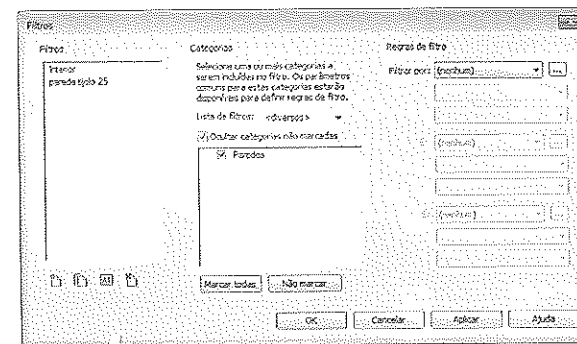 Filtros
Filtros
Interior
parede tijolo 25
Categorias
Selecione uma ou mais categorias a
serem incluídas no filtro. Os parâmetros
comuns para estas categorias estarão
disponíveis para definir regras de filtro.
Lista de filtros: <diversos>
Ocultar categorias não marcadas
Paredes
Marcar todas
Não marcar
Regras de filtro
Filtrar por: (nenhum) ...
E: (nenhum) ...
E: (nenhum) ...
OK
Cancelar
Aplicar
Ajuda